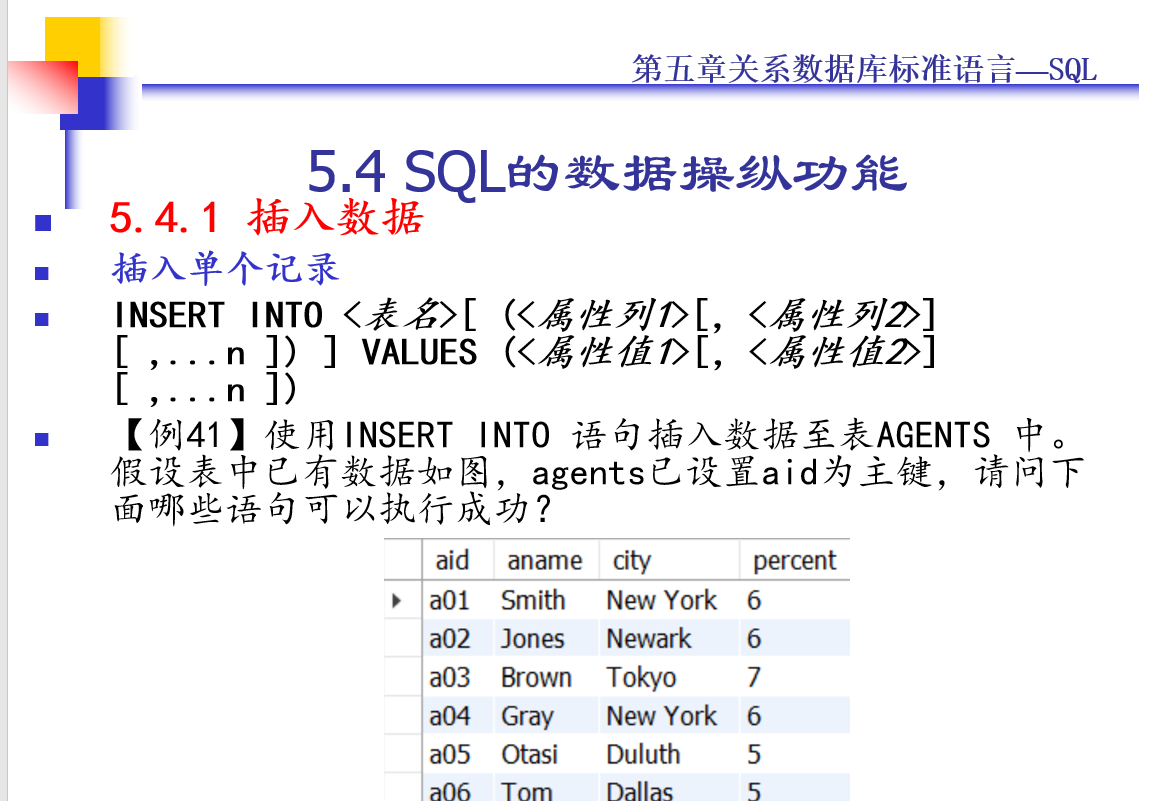 第五章关系数据库标准语言—SQL
5.4 SQL的数据操纵功能
5.4.1 插入数据
插入单个记录
INSERT INTO <表名>[ (<属性列1>[, <属性列2>]
[ ,...n ]) ] VALUES (<属性值1>[, <属性值2>]
[ ,...n ])
【例41】使用INSERT INTO 语句插入数据至表AGENTS 中。
假设表中已有数据如图，agents已设置aid为主键，请问下
面哪些语句可以执行成功？
aid aname city percent
a01 Smith New York 6
a02 Jones Newark 6
a03 Brown Tokyo 7
a04 Gray New York 6
a05 Otasi Duluth 5
a06 Tom Dallas 5